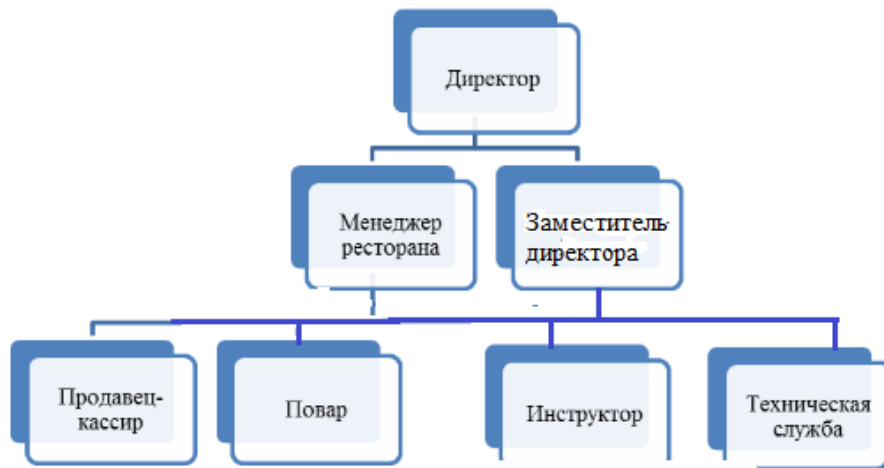 Директор
Менеджер
ресторана
Заместитель
директора
Продавец-
кассир
Повар
Инструктор
Техническая
служба